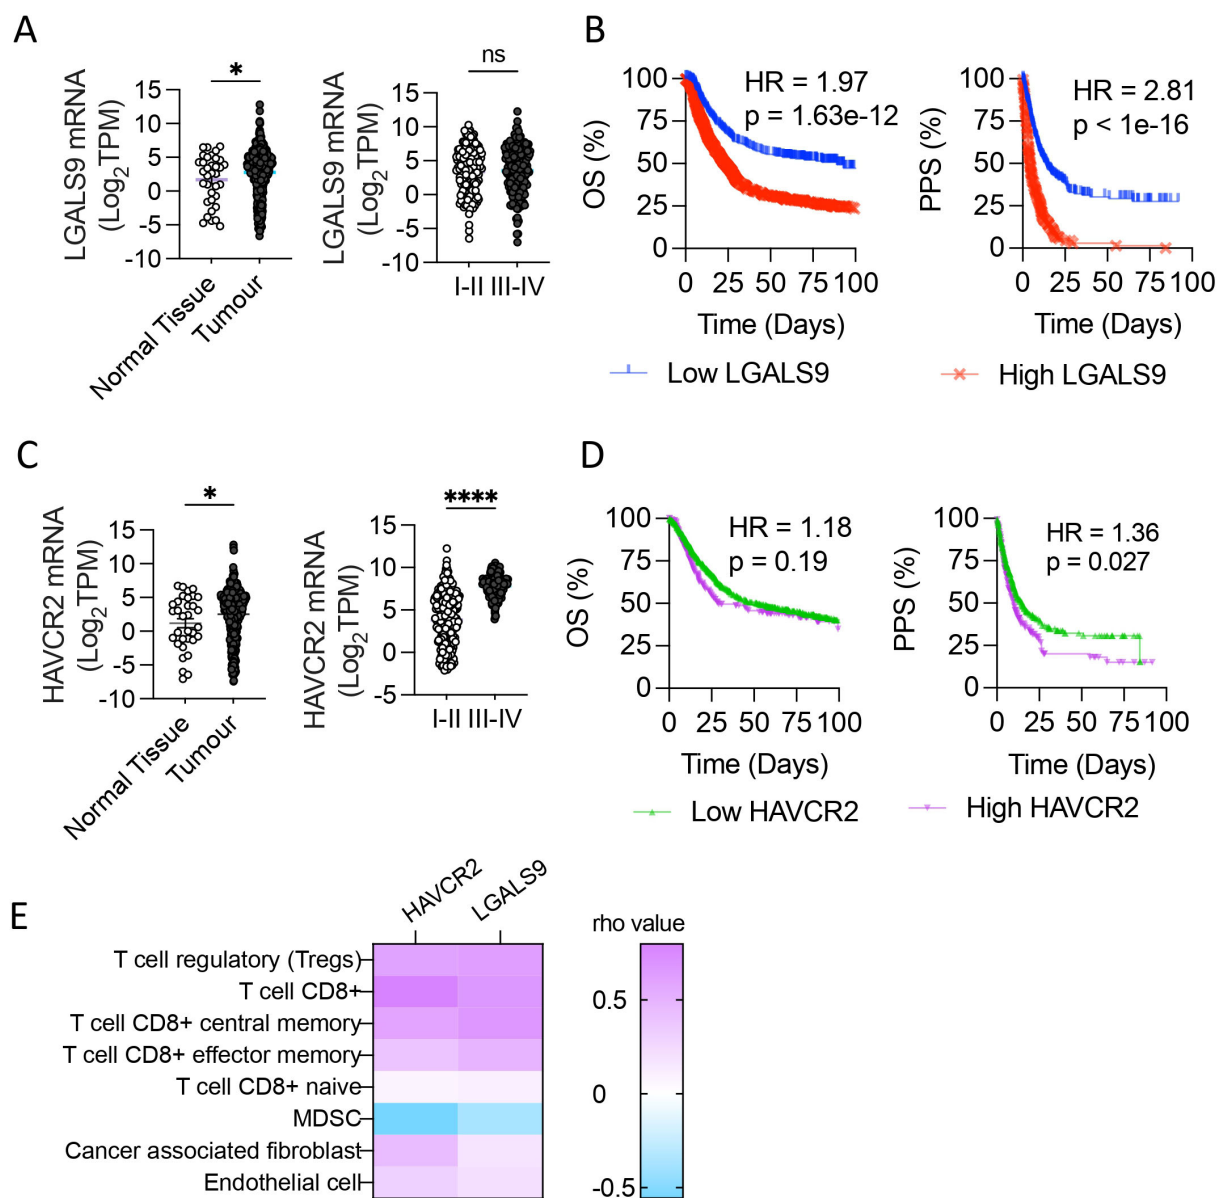 A
LGALS9 mRNA
(Log2TPM)
15
10
5
0
-5
-10
*
Normal Tissue
Tumour
LGALS9 mRNA
(Log2TPM)
15
10
5
0
-5
-10
ns
I-II III-IV
B
OS (%)
100
75
50
25
0
HR = 1.97
p = 1.63e-12
0 25 50 75 100
Time (Days)
PPS (%)
100
75
50
25
0
HR = 2.81
p < 1e-16
0 25 50 75 100
Time (Days)
Low LGALS9
High LGALS9
C
HAVCR2 mRNA
(Log2TPM)
15
10
5
0
-5
-10
*
Normal Tissue
Tumour
HAVCR2 mRNA
(Log2TPM)
15
10
5
0
-5
****
I-II III-IV
D
OS (%)
100
75
50
25
0
HR = 1.18
p = 0.19
0 25 50 75 100
Time (Days)
PPS (%)
100
75
50
25
0
HR = 1.36
p = 0.027
0 25 50 75 100
Time (Days)
Low HAVCR2
High HAVCR2
E
HAVCR2
LGALS9
T cell regulatory (Tregs)
T cell CD8+
T cell CD8+ central memory
T cell CD8+ effector memory
T cell CD8+ naive
MDSC
Cancer associated fibroblast
Endothelial cell
rho value
0.5
0
-0.5